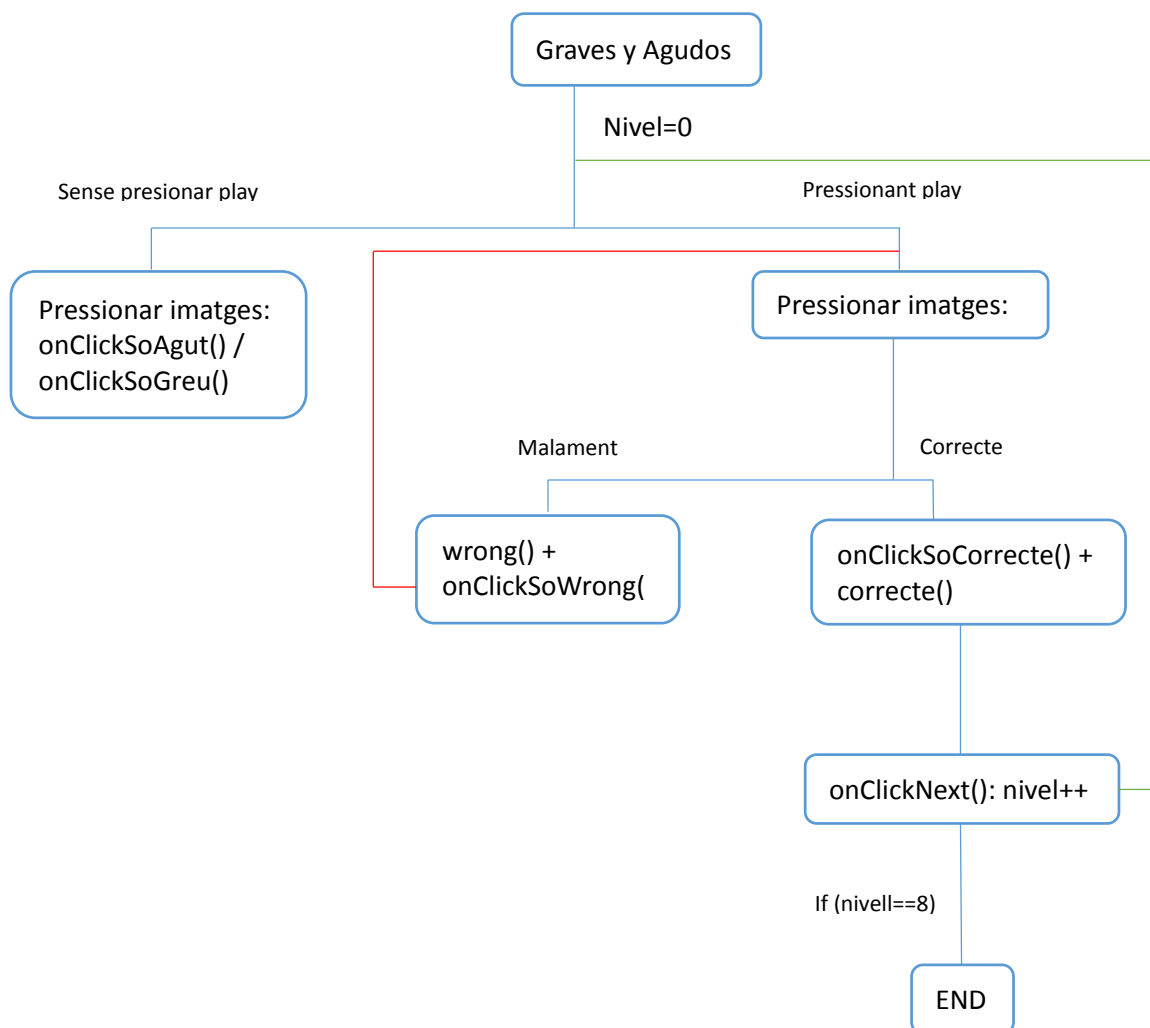 Graves y Agudos
Nivel=0
Sense presionar play
Pressionant play
Pressionar imatges:
onClickSoAgut() /
onClickSoGreu()
Pressionar imatges:
Malament
Correcte
wrong() +
onClickSoWrong(
onClickSoCorrecte() +
correcte()
onClickNext(): nivel++
If (nivell==8)
END